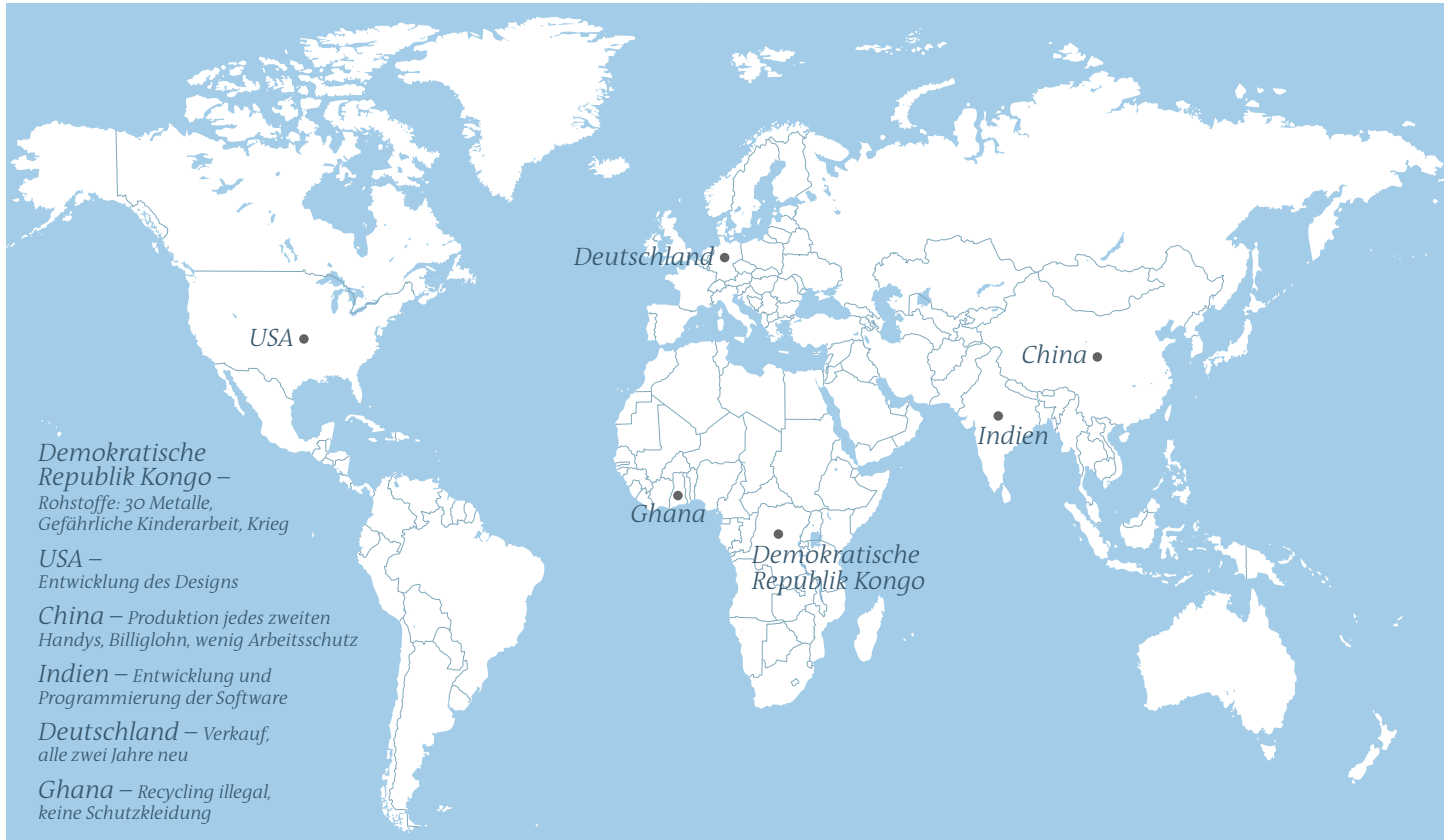 Deutschland
USA
China
Indien
Ghana
Demokratische
Republik Kongo
Demokratische
Republik Kongo –
Rohstoffe: 30 Metalle,
Gefährliche Kinderarbeit, Krieg
USA –
Entwicklung des Designs
China – Produktion jedes zweiten
Handys, Billiglohn, wenig Arbeitsschutz
Indien – Entwicklung und
Programmierung der Software
Deutschland – Verkauf,
alle zwei Jahre neu
Ghana – Recycling illegal,
keine Schutzkleidung